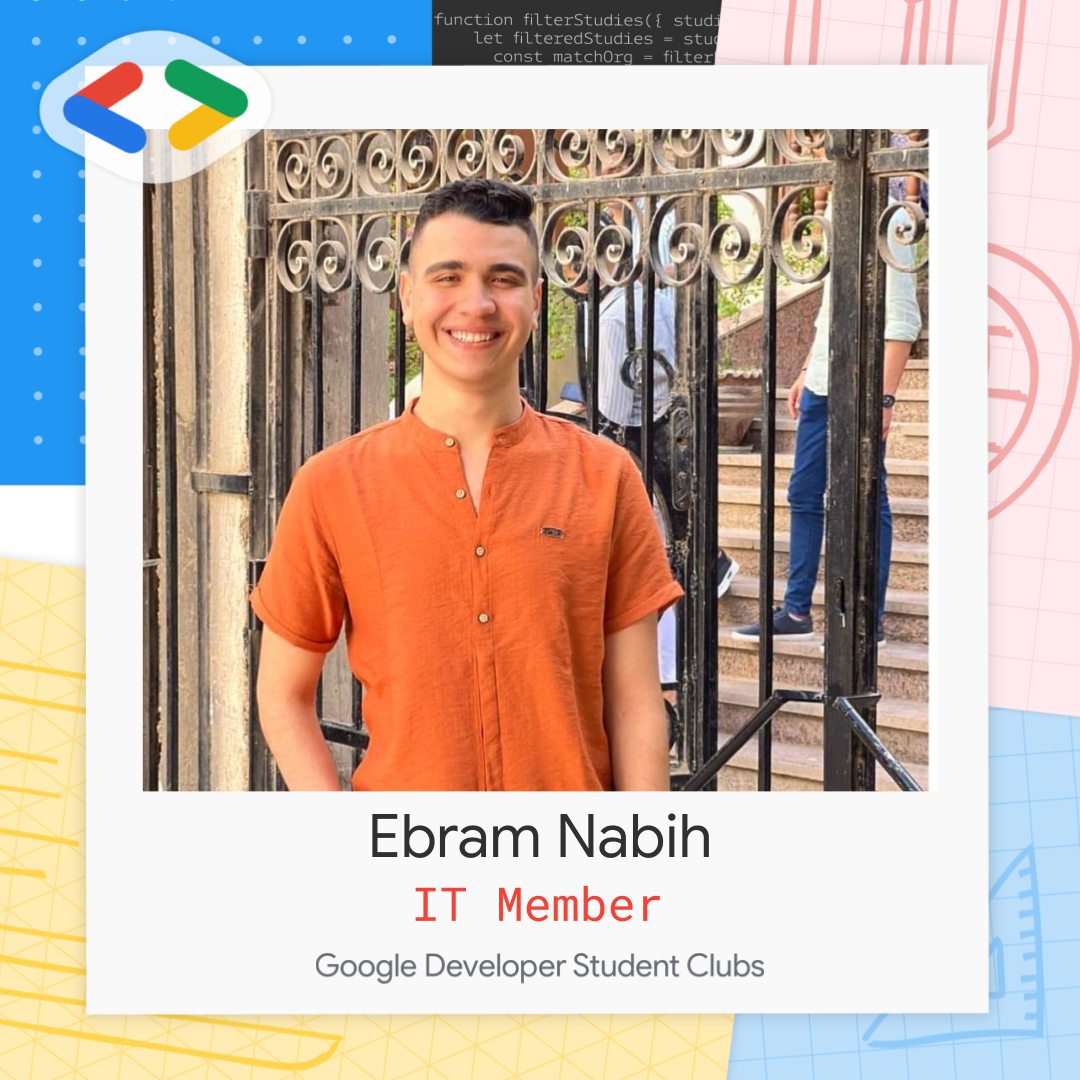 function filterStudies({ studi
let filteredStudies = stud
const matchOrg = filter
Ebram Nabih
IT Member
Google Developer Student Clubs